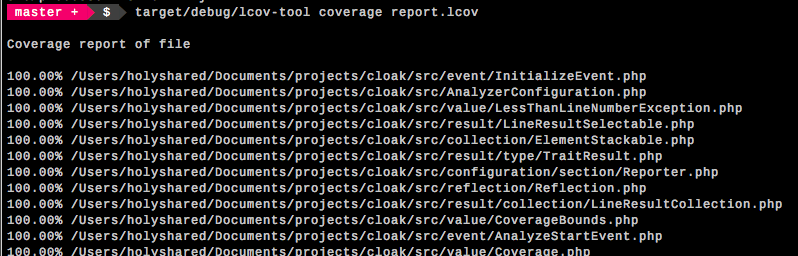 master + $ target/debug/lcov-tool coverage report.lcov
Coverage report of file
100.00% /Users/holyshared/Documents/projects/cloak/src/event/InitializeEvent.php
100.00% /Users/holyshared/Documents/projects/cloak/src/AnalyzerConfiguration.php
100.00% /Users/holyshared/Documents/projects/cloak/src/value/LessThanLineNumberException.php
100.00% /Users/holyshared/Documents/projects/cloak/src/result/LineResultSelectable.php
100.00% /Users/holyshared/Documents/projects/cloak/src/collection/ElementStackable.php
100.00% /Users/holyshared/Documents/projects/cloak/src/result/type/TraitResult.php
100.00% /Users/holyshared/Documents/projects/cloak/src/configuration/section/Reporter.php
100.00% /Users/holyshared/Documents/projects/cloak/src/reflection/Reflection.php
100.00% /Users/holyshared/Documents/projects/cloak/src/result/collection/LineResultCollection.php
100.00% /Users/holyshared/Documents/projects/cloak/src/value/CoverageBounds.php
100.00% /Users/holyshared/Documents/projects/cloak/src/event/AnalyzeStartEvent.php
100.00% /Users/holyshared/Documents/projects/cloak/src/value/Coverage.php